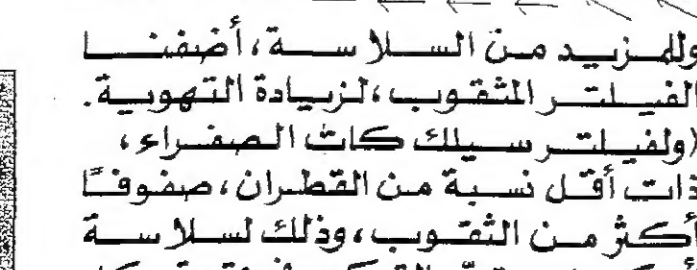 وللمزيد من السلاسة، أضفنا
الفيلتر المثقوب، لزيادة التهوية.
(ولفيلتر سيلك كات الصفراء،
ذات أقل نسبة من القطران، صفوفًا
أكثر من الثقوب، وذلك لسلاسة